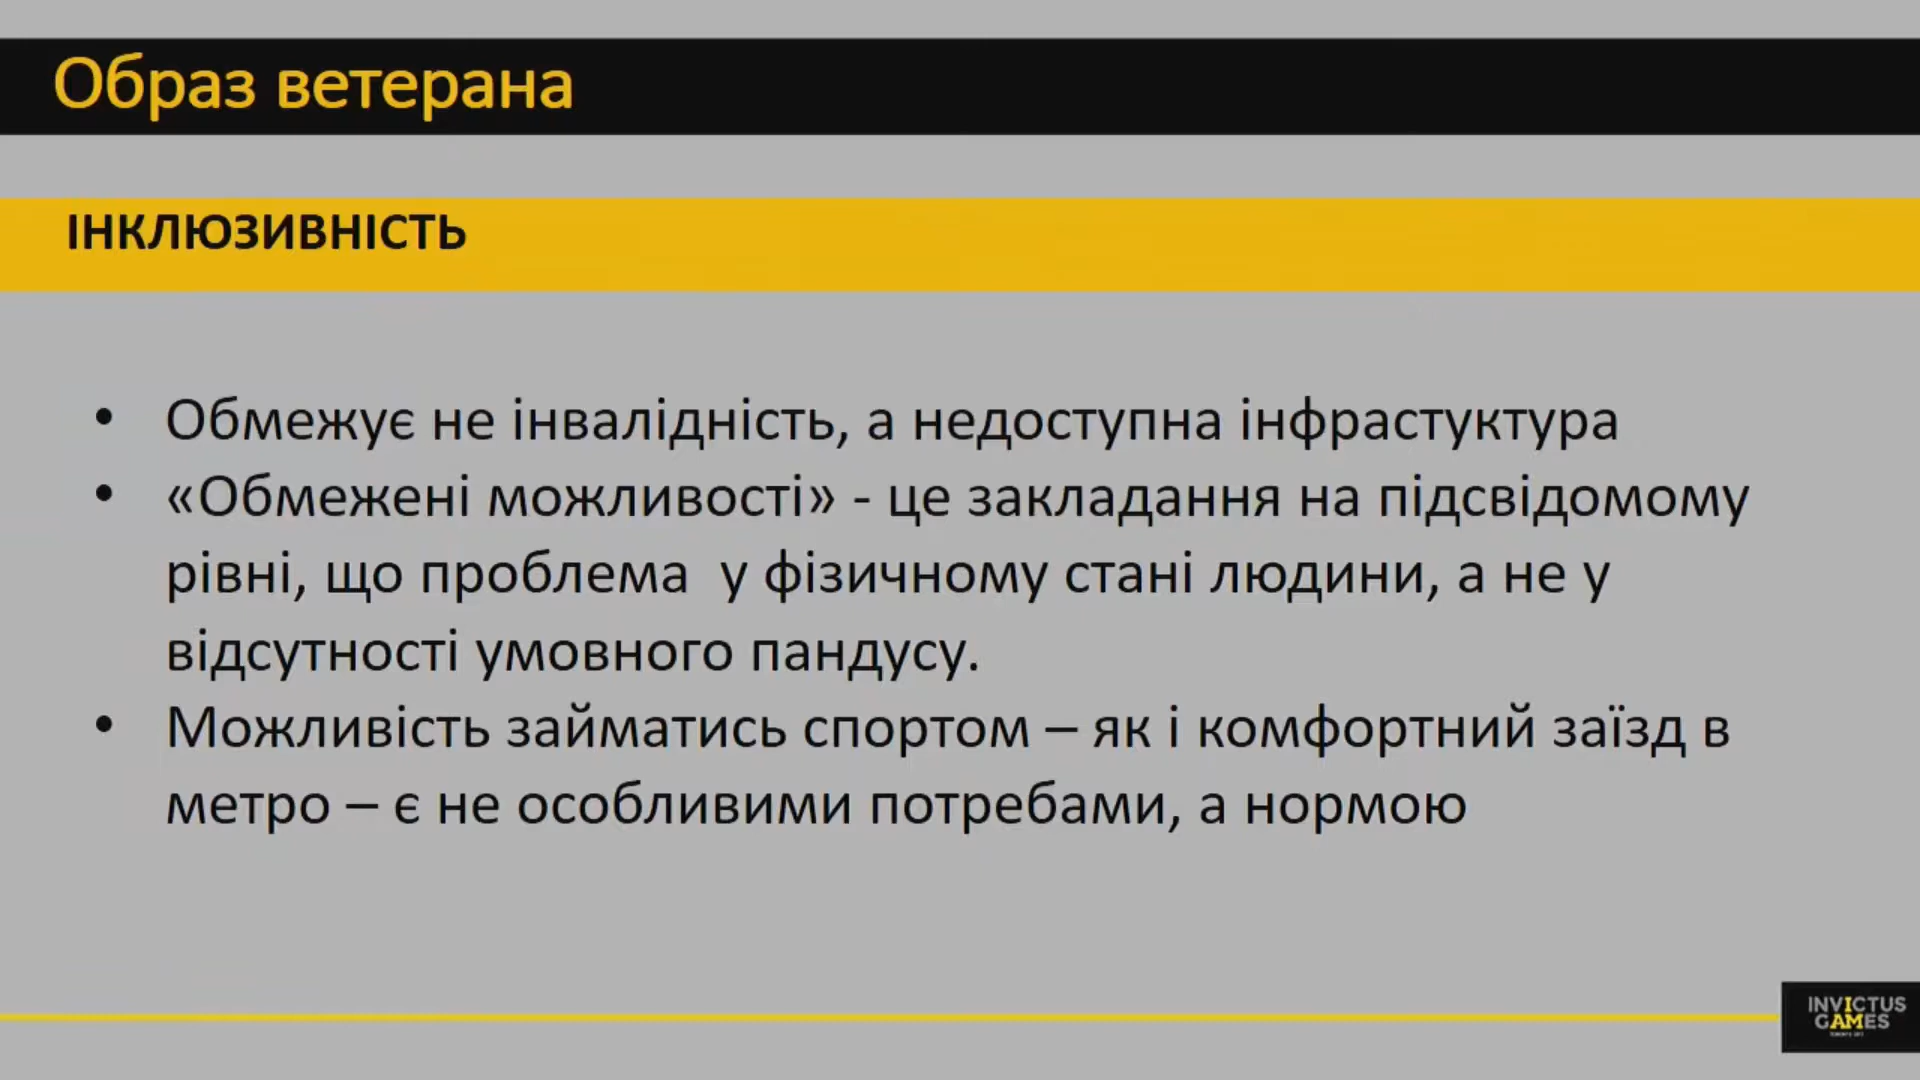 Образ ветерана
ІНКЛЮЗИВНІСТЬ
• Обмежує не інвалідність, а недоступна інфрастуктура
• «Обмежені можливості» - це закладання на підсвідомому
рівні, що проблема у фізичному стані людини, а не у
відсутності умовного пандусу.
• Можливість займатись спортом – як і комфортний заїзд в
метро – є не особливими потребами, а нормою
INVICTUS
GAMES